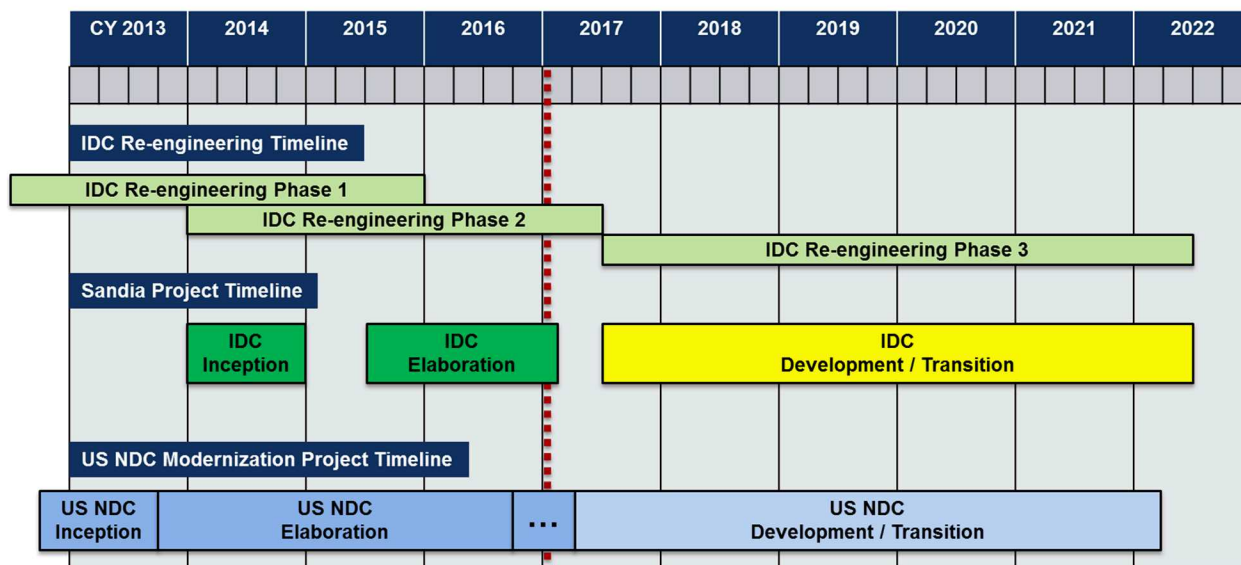 CY 2013 2014 2015 2016 2017 2018 2019 2020 2021 2022
IDC Re-engineering Timeline
IDC Re-engineering Phase 1
IDC Re-engineering Phase 2
IDC Re-engineering Phase 3
Sandia Project Timeline
IDC
Inception
IDC
Elaboration
IDC
Development / Transition
US NDC Modernization Project Timeline
US NDC
Inception
US NDC
Elaboration
...
US NDC
Development / Transition